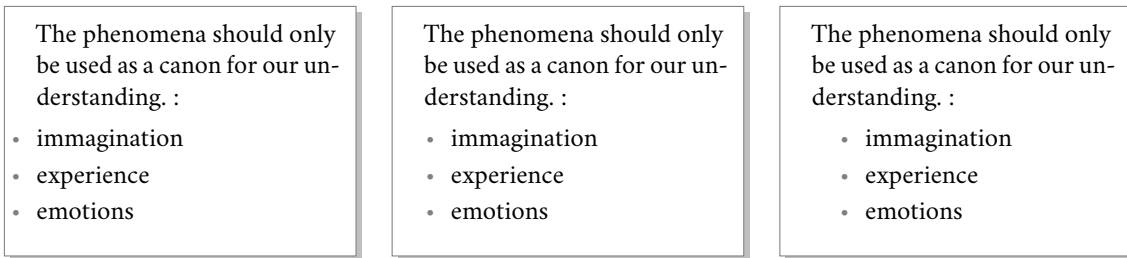 The phenomena should only
be used as a canon for our un-
derstanding. :
• immagination
• experience
• emotions
The phenomena should only
be used as a canon for our un-
derstanding. :
• immagination
• experience
• emotions
The phenomena should only
be used as a canon for our un-
derstanding. :
• immagination
• experience
• emotions